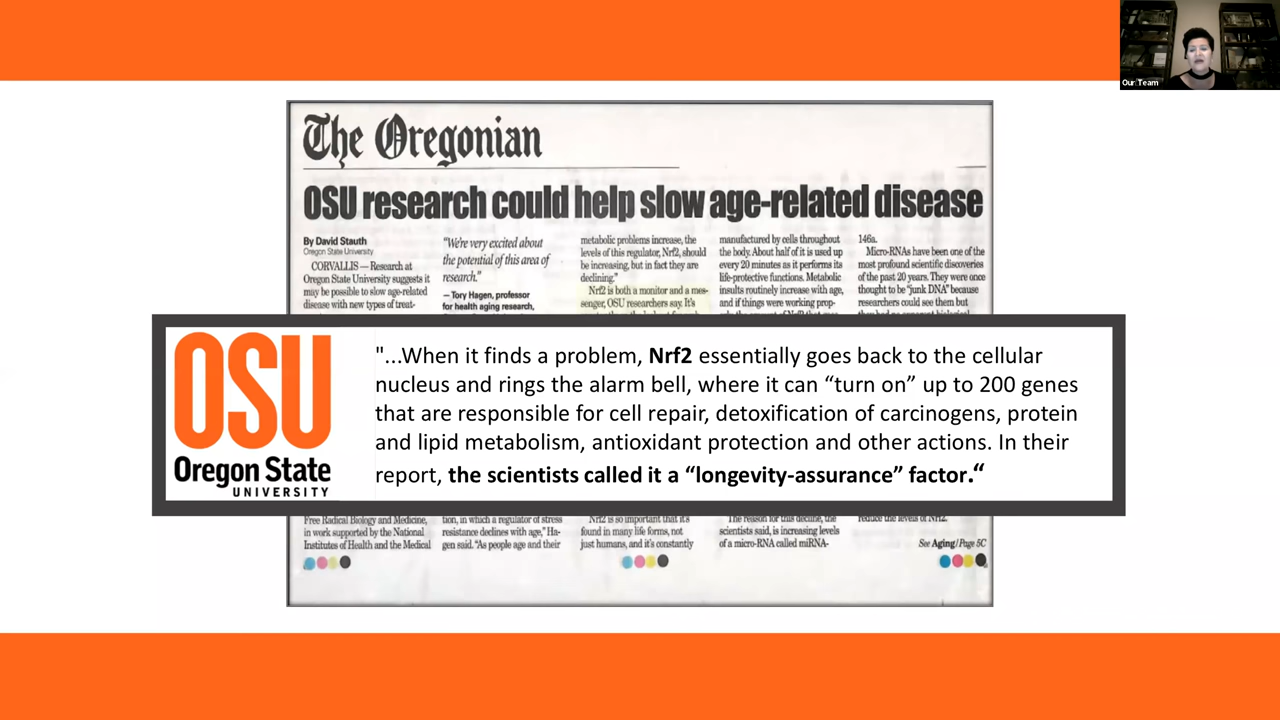 Our Team
The Oregonian
OSU research could help slow age-related disease
By David Stauth
Oregon State University
CORVALLIS — Research at
Oregon State University suggests it
may be possible to slow age-related
disease with new types of treat-
"We're very excited about
the potential of this area of
research."
— Tory Hagen, professor
for health aging research,
metabolic problems increase, the
levels of this regulator, Nrf2, should
be increasing, but in fact they are
declining."
Nrf2 is both a monitor and a mes-
senger, OSU researchers say. It's
manufactured by cells throughout
the body. About half of it is used up
every 20 minutes as it performs its
life-protective functions. Metabolic
insults routinely increase with age,
and if things were working prop-
146a.
Micro-RNAs have been one of the
most profound scientific discoveries
of the past 20 years. They were once
thought to be "junk DNA" because
researchers could see them but
OSU
Oregon State
UNIVERSITY
"...When it finds a problem, Nrf2 essentially goes back to the cellular
nucleus and rings the alarm bell, where it can “turn on” up to 200 genes
that are responsible for cell repair, detoxification of carcinogens, protein
and lipid metabolism, antioxidant protection and other actions. In their
report, the scientists called it a “longevity-assurance” factor.“
Free Radical Biology and Medicine,
in work supported by the National
Institutes of Health and the Medical
tion, in which a regulator of stress
resistance declines with age," Ha-
gen said. "As people age and their
Nrf2 is so important that it's
found in many life forms, not
just humans, and it's constantly
The reason for this decline, the
scientists said, is increasing levels
of a micro-RNA called miRNA-
reduce the levels of Nrf2.
See Aging/Page 5C